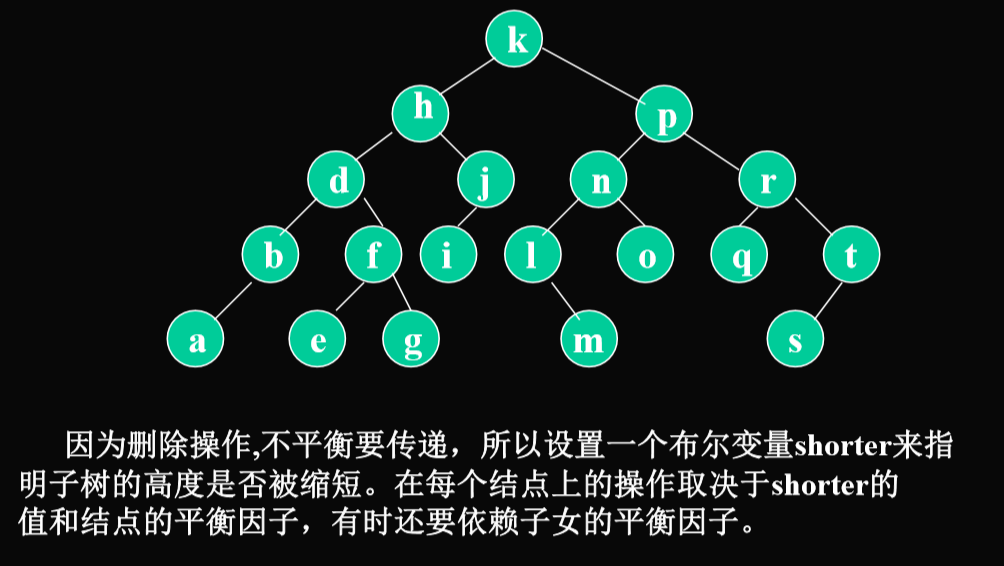 k
h
p
d
j
n
r
b
f
i
l
o
q
t
a
e
g
m
s
因为删除操作,不平衡要传递，所以设置一个布尔变量shorter来指
明子树的高度是否被缩短。在每个结点上的操作取决于shorter的
值和结点的平衡因子，有时还要依赖子女的平衡因子。